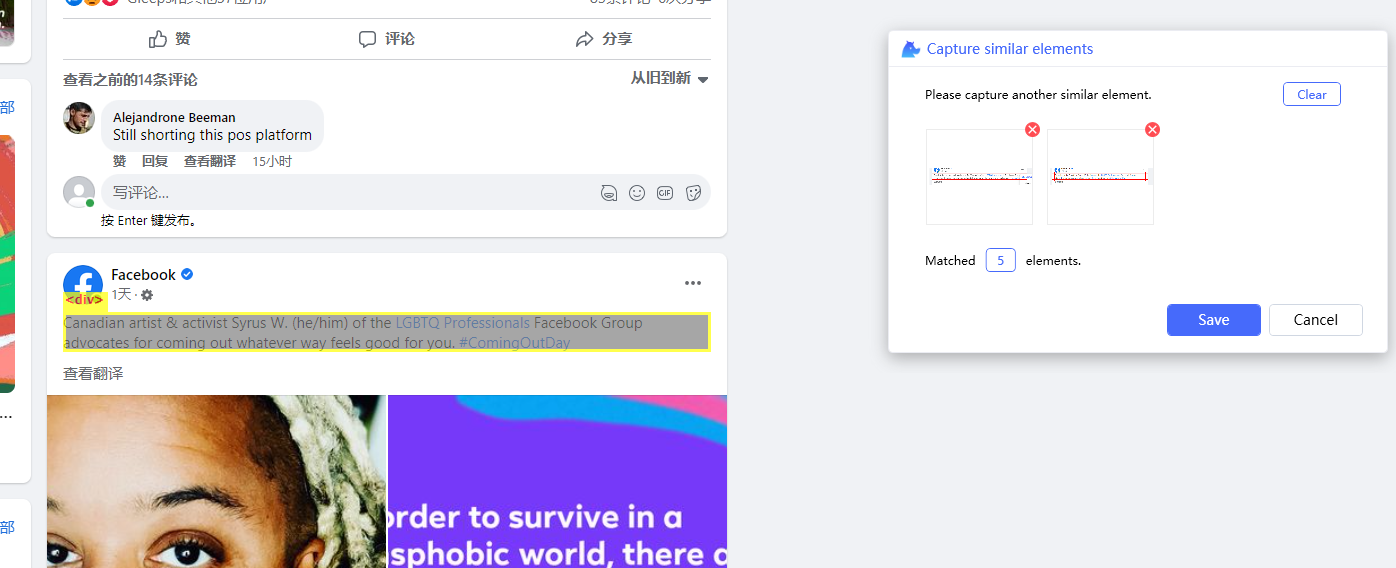 赞
评论
分享
查看之前的14条评论
从旧到新
Alejandrone Beeman
Still shorting this pos platform
赞 回复 查看翻译 15小时
写评论...
GIF
按 Enter 键发布。
部
Facebook
1天 ·
<div>
Canadian artist & activist Syrus W. (he/him) of the LGBTQ Professionals Facebook Group
advocates for coming out whatever way feels good for you. #ComingOutDay
查看翻译
...
部
order to survive in a
sphobic world, there
Capture similar elements
Please capture another similar element.
Clear
Matched 5 elements.
Save
Cancel